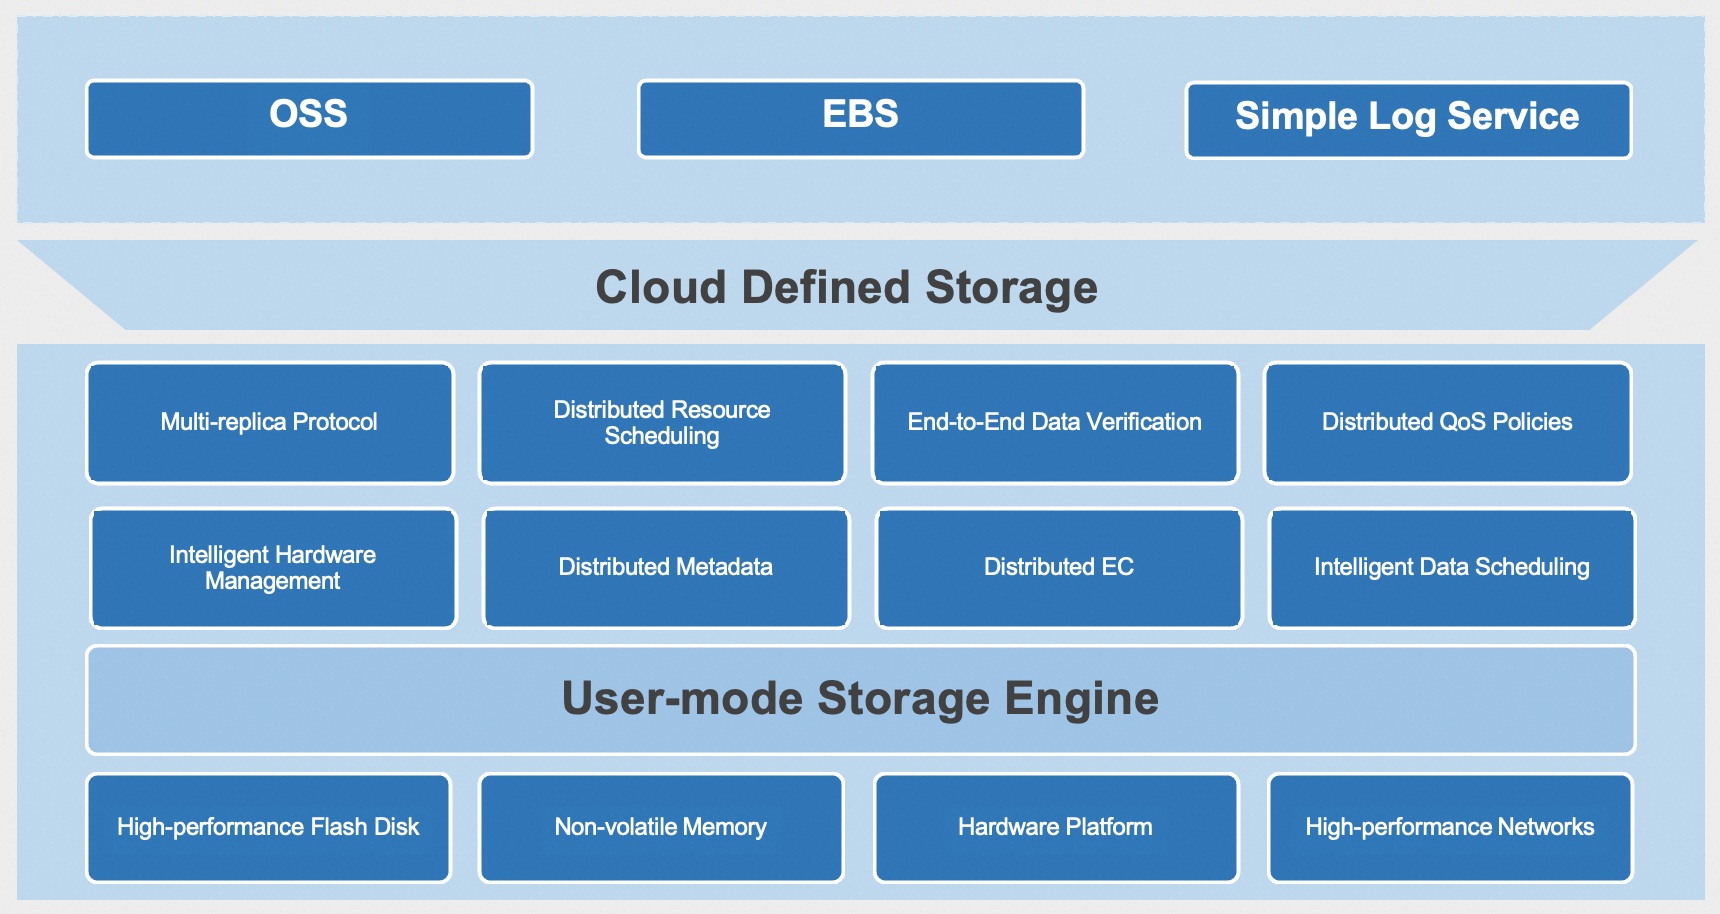 OSS
EBS
Simple Log Service
Cloud Defined Storage
Multi-replica Protocol
Distributed Resource
Scheduling
End-to-End Data Verification
Distributed QoS Policies
Intelligent Hardware
Management
Distributed Metadata
Distributed EC
Intelligent Data Scheduling
User-mode Storage Engine
High-performance Flash Disk
Non-volatile Memory
Hardware Platform
High-performance Networks